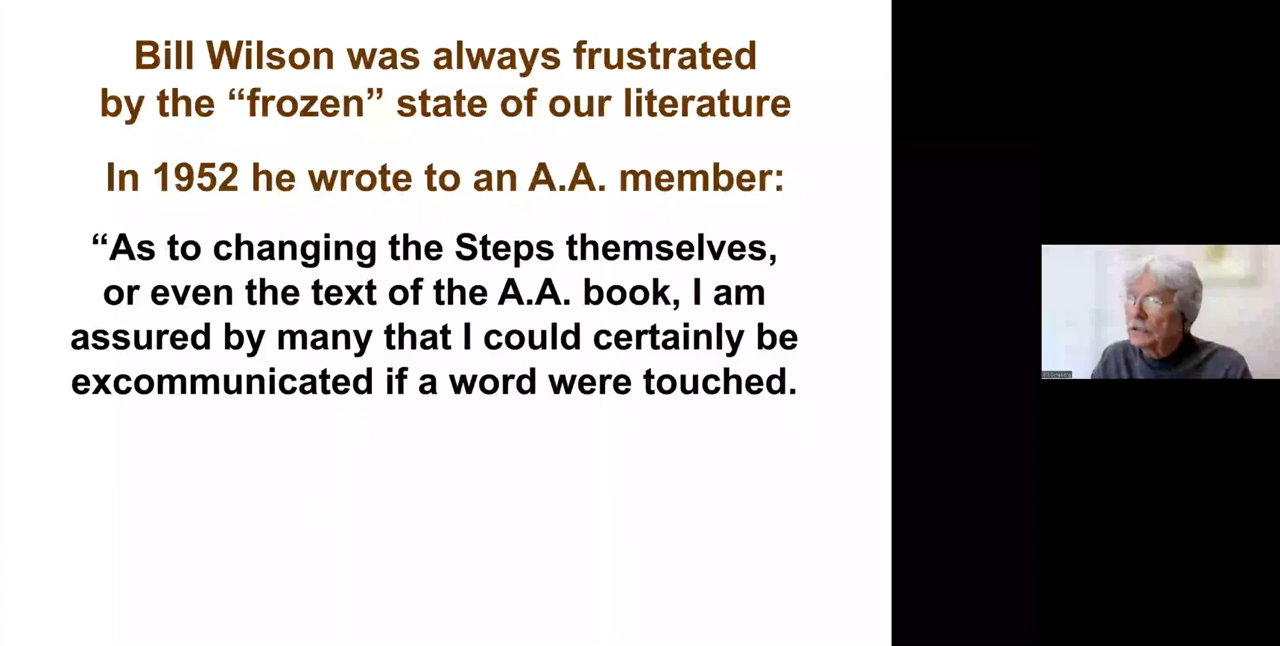 Bill Wilson was always frustrated
by the “frozen” state of our literature
In 1952 he wrote to an A.A. member:
“As to changing the Steps themselves,
or even the text of the A.A. book, I am
assured by many that I could certainly be
excommunicated if a word were touched.